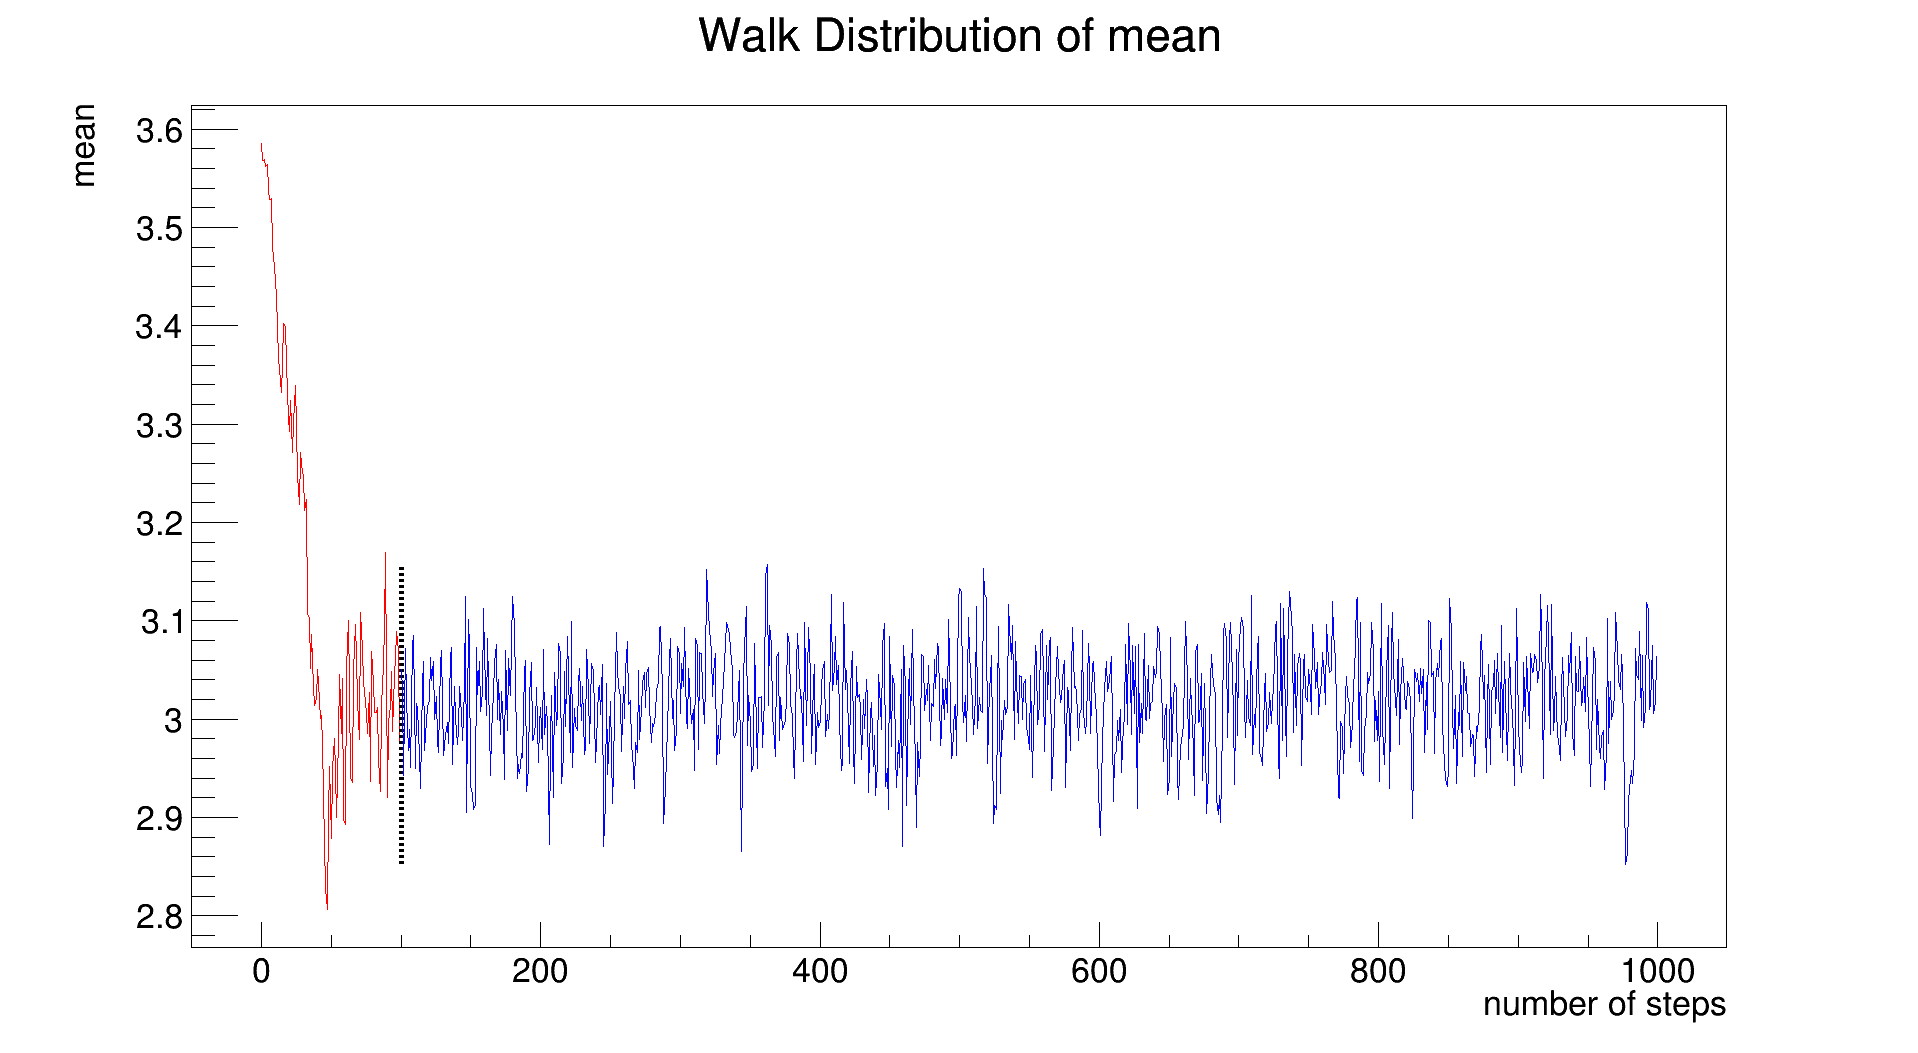 Walk Distribution of mean
mean
3.6
3.5
3.4
3.3
3.2
3.1
3
2.9
2.8
0 200 400 600 800 1000
number of steps